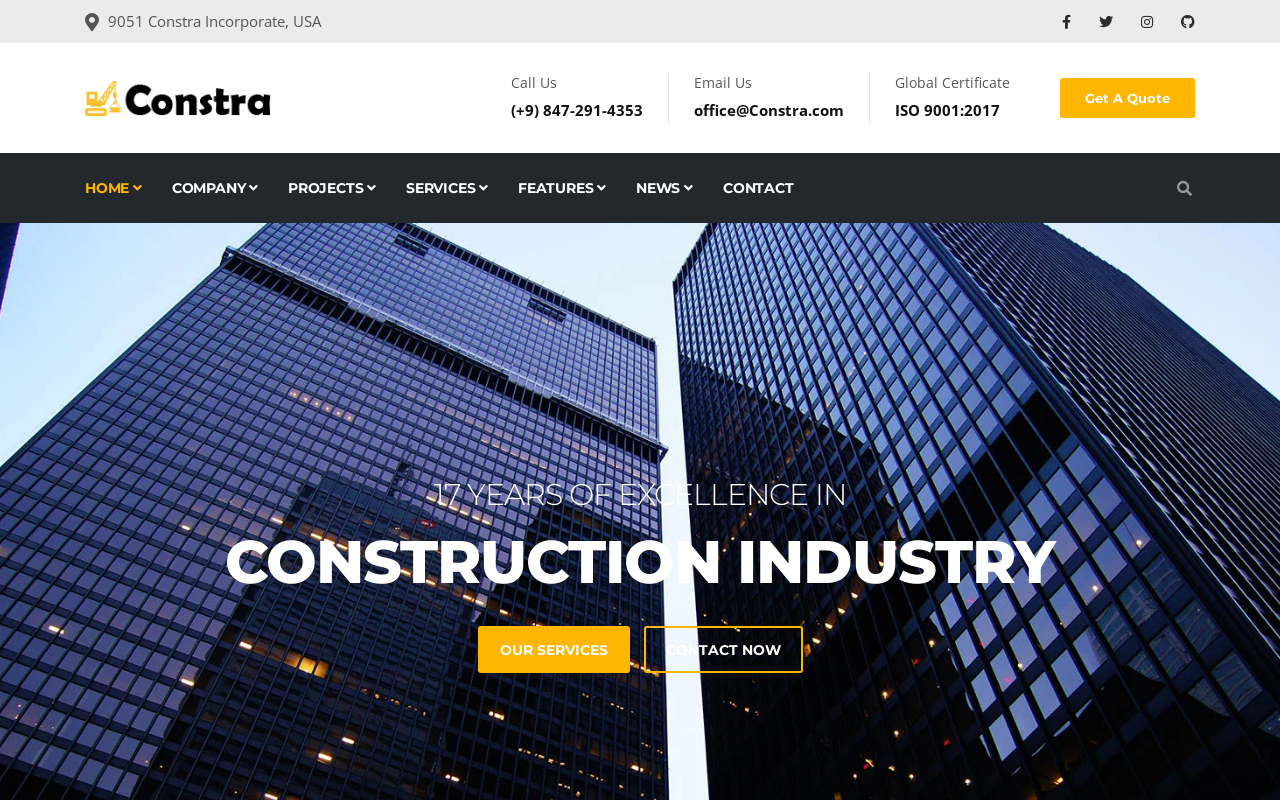 9051 Constra Incorporate, USA
Constra
Call Us
(+9) 847-291-4353
Email Us
office@Constra.com
Global Certificate
ISO 9001:2017
Get A Quote
HOME
COMPANY
PROJECTS
SERVICES
FEATURES
NEWS
CONTACT
17 YEARS OF EXCELLENCE IN
CONSTRUCTION INDUSTRY
OUR SERVICES
CONTACT NOW